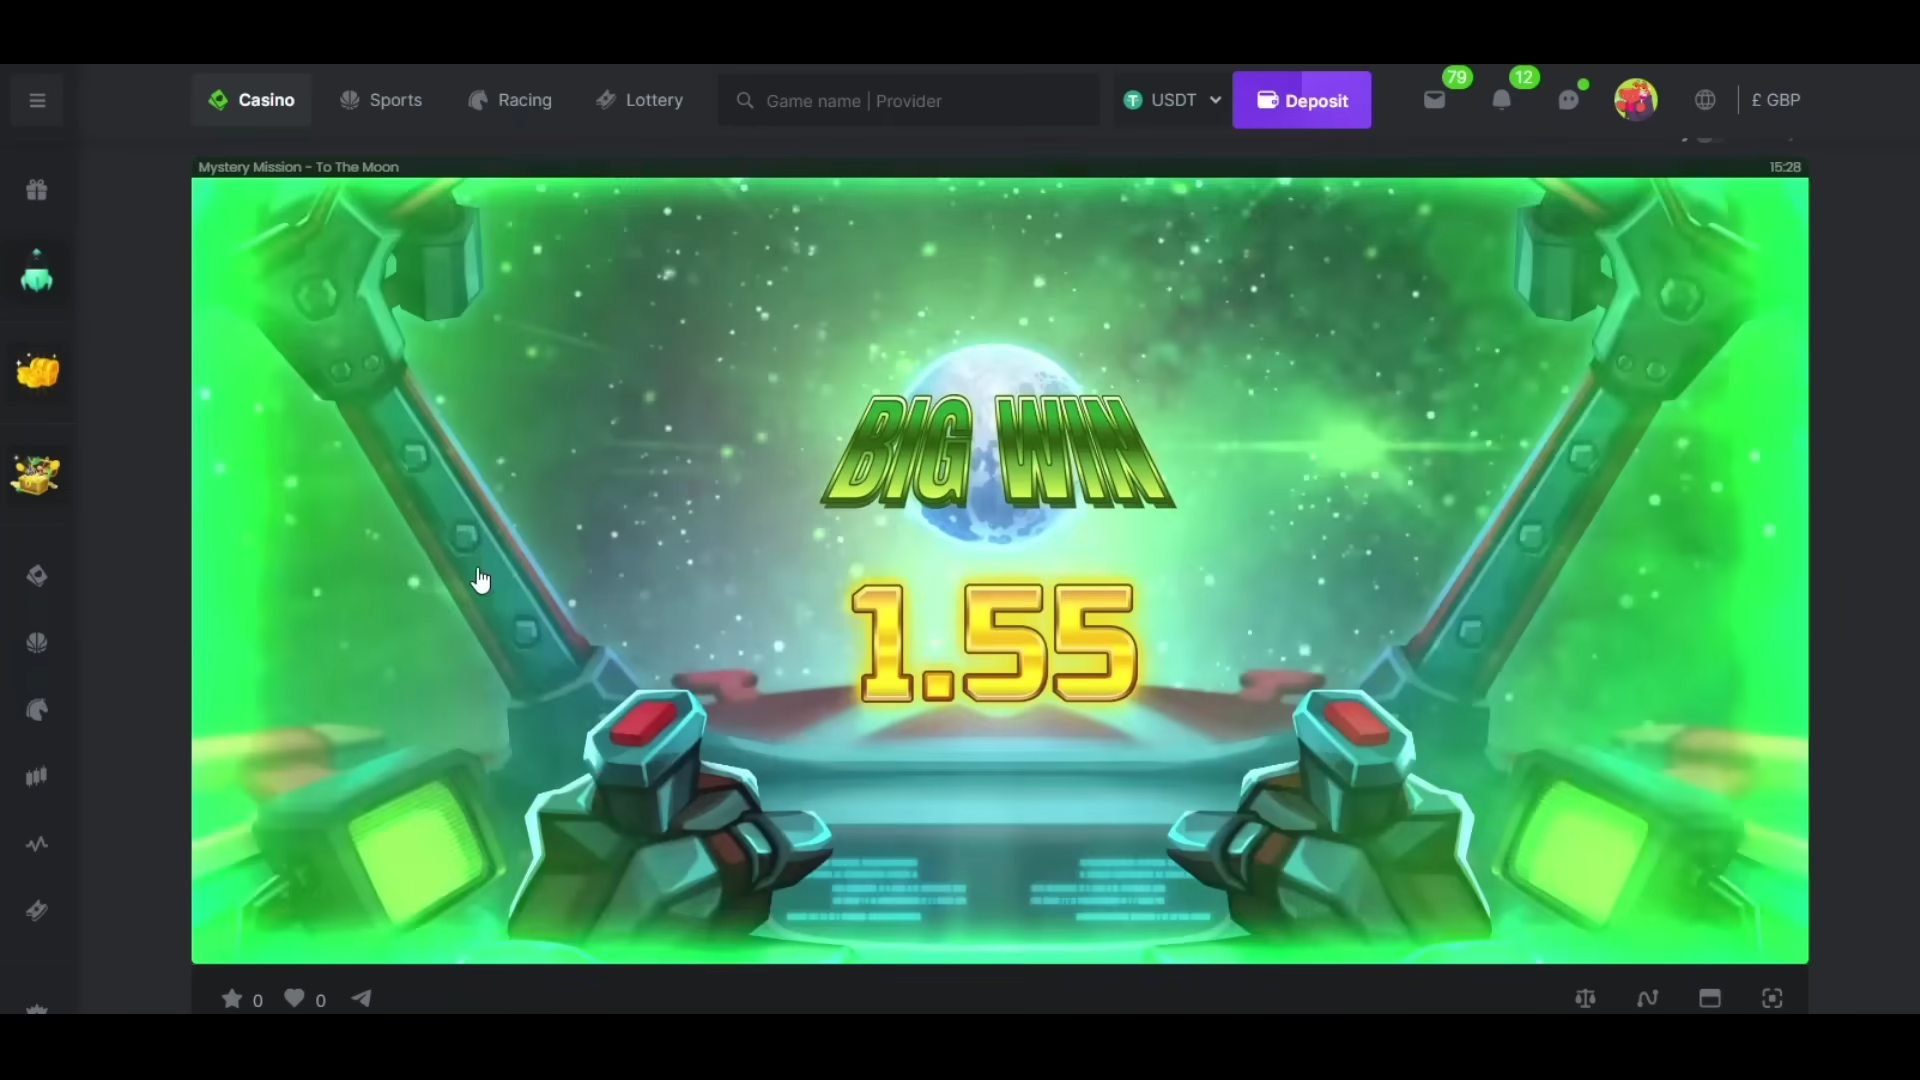 79
12
Casino
Sports
Racing
Lottery
Game name | Provider
USDT
Deposit
£ GBP
Mystery Mission - To The Moon
15:28
BIG WIN
1.55
0
0